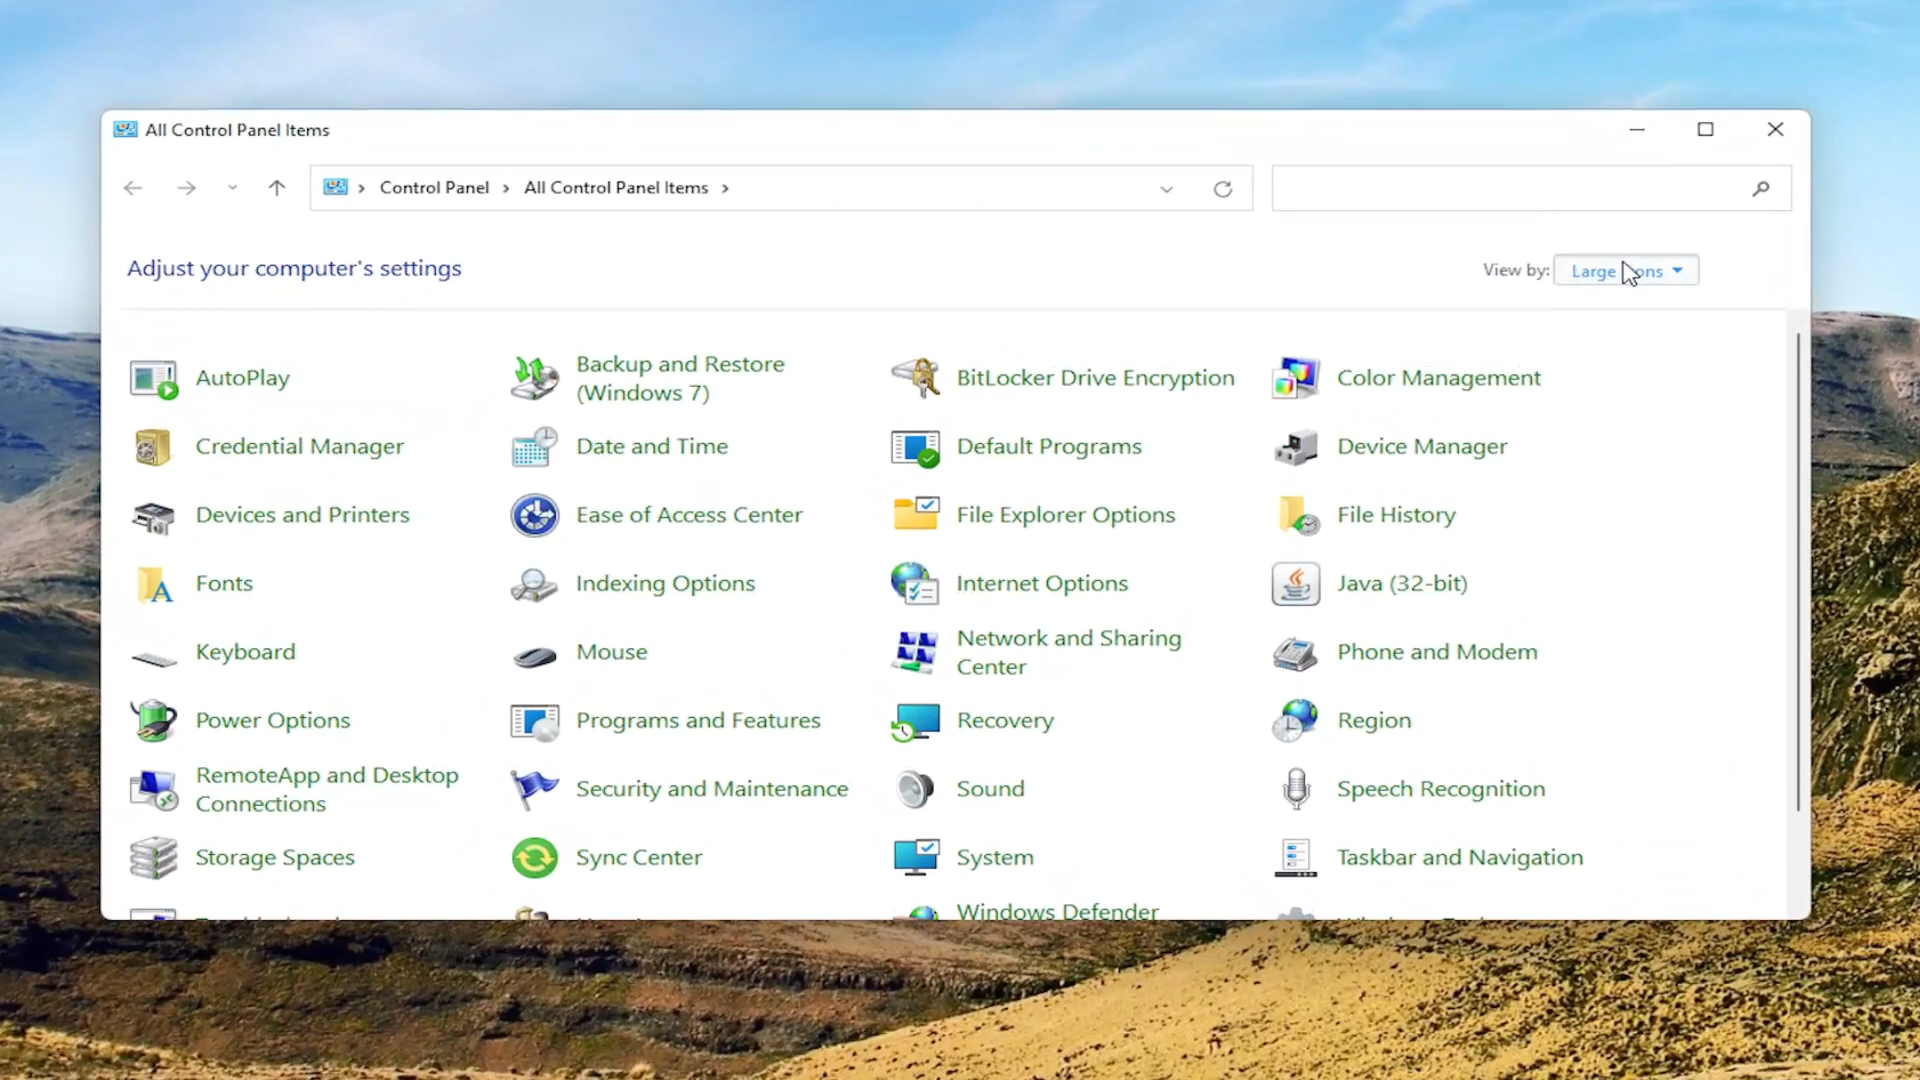 All Control Panel Items
Control Panel
All Control Panel Items
Adjust your computer's settings
View by:
Large
AutoPlay
Backup and Restore
(Windows 7)
BitLocker Drive Encryption
Color Management
Credential Manager
Date and Time
Default Programs
Device Manager
Devices and Printers
Ease of Access Center
File Explorer Options
File History
Fonts
Indexing Options
Internet Options
Java (32-bit)
Keyboard
Mouse
Network and Sharing
Center
Phone and Modem
Power Options
Programs and Features
Recovery
Region
RemoteApp and Desktop
Connections
Security and Maintenance
Sound
Speech Recognition
Storage Spaces
Sync Center
System
Taskbar and Navigation
Windows Defender